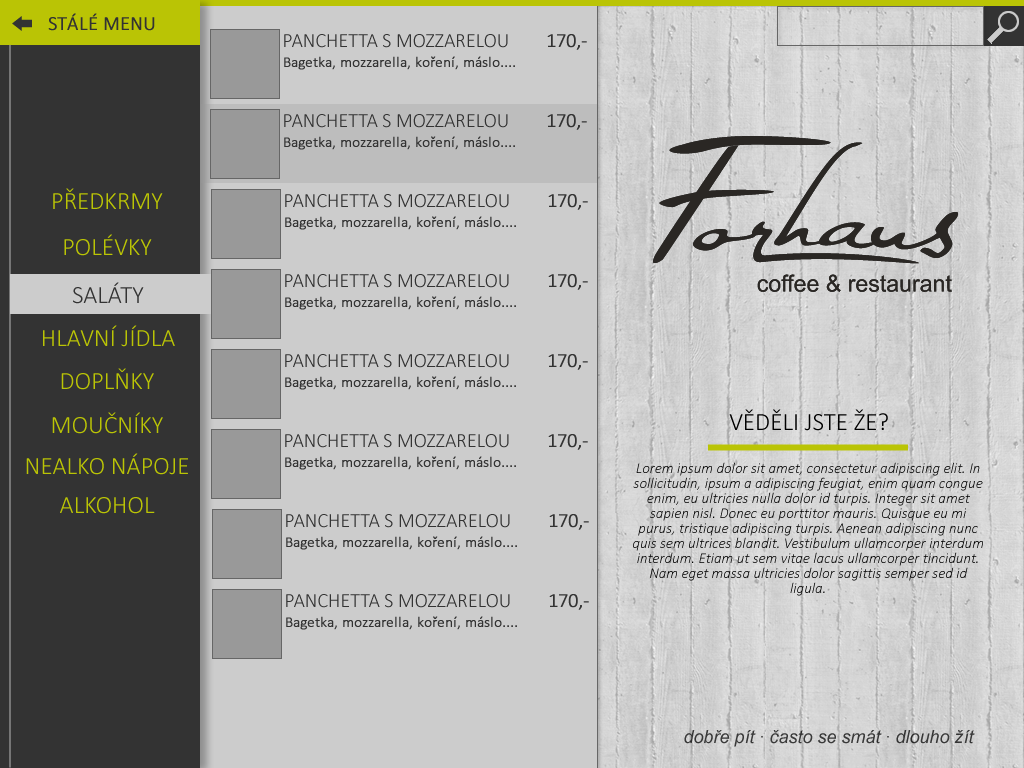 STÁLÉ MENU
PŘEDKRMY
POLÉVKY
SALÁTY
HLAVNÍ JÍDLA
DOPLŇKY
MOUČNÍKY
NEALKO NÁPOJE
ALKOHOL
PANCHETTA S MOZZARELOU 170,-
Bagetka, mozzarella, koření, máslo....
PANCHETTA S MOZZARELOU 170,-
Bagetka, mozzarella, koření, máslo....
PANCHETTA S MOZZARELOU 170,-
Bagetka, mozzarella, koření, máslo....
PANCHETTA S MOZZARELOU 170,-
Bagetka, mozzarella, koření, máslo....
PANCHETTA S MOZZARELOU 170,-
Bagetka, mozzarella, koření, máslo....
PANCHETTA S MOZZARELOU 170,-
Bagetka, mozzarella, koření, máslo....
PANCHETTA S MOZZARELOU 170,-
Bagetka, mozzarella, koření, máslo....
PANCHETTA S MOZZARELOU 170,-
Bagetka, mozzarella, koření, máslo....
Forhaus
coffee & restaurant
VĚDĚLI JSTE ŽE?
Lorem ipsum dolor sit amet, consectetur adipiscing elit. In
sollicitudin, ipsum a adipiscing feugiat, enim quam congue
enim, eu ultricies nulla dolor id turpis. Integer sit amet
sapien nisl. Donec eu porttitor mauris. Quisque eu mi
purus, tristique adipiscing turpis. Aenean adipiscing nunc
quis sem ultrices blandit. Vestibulum ullamcorper interdum
interdum. Etiam ut sem vitae lacus ullamcorper tincidunt.
Nam eget massa ultricies dolor sagittis semper sed id
ligula.
dobře pít · často se smát · dlouho žít